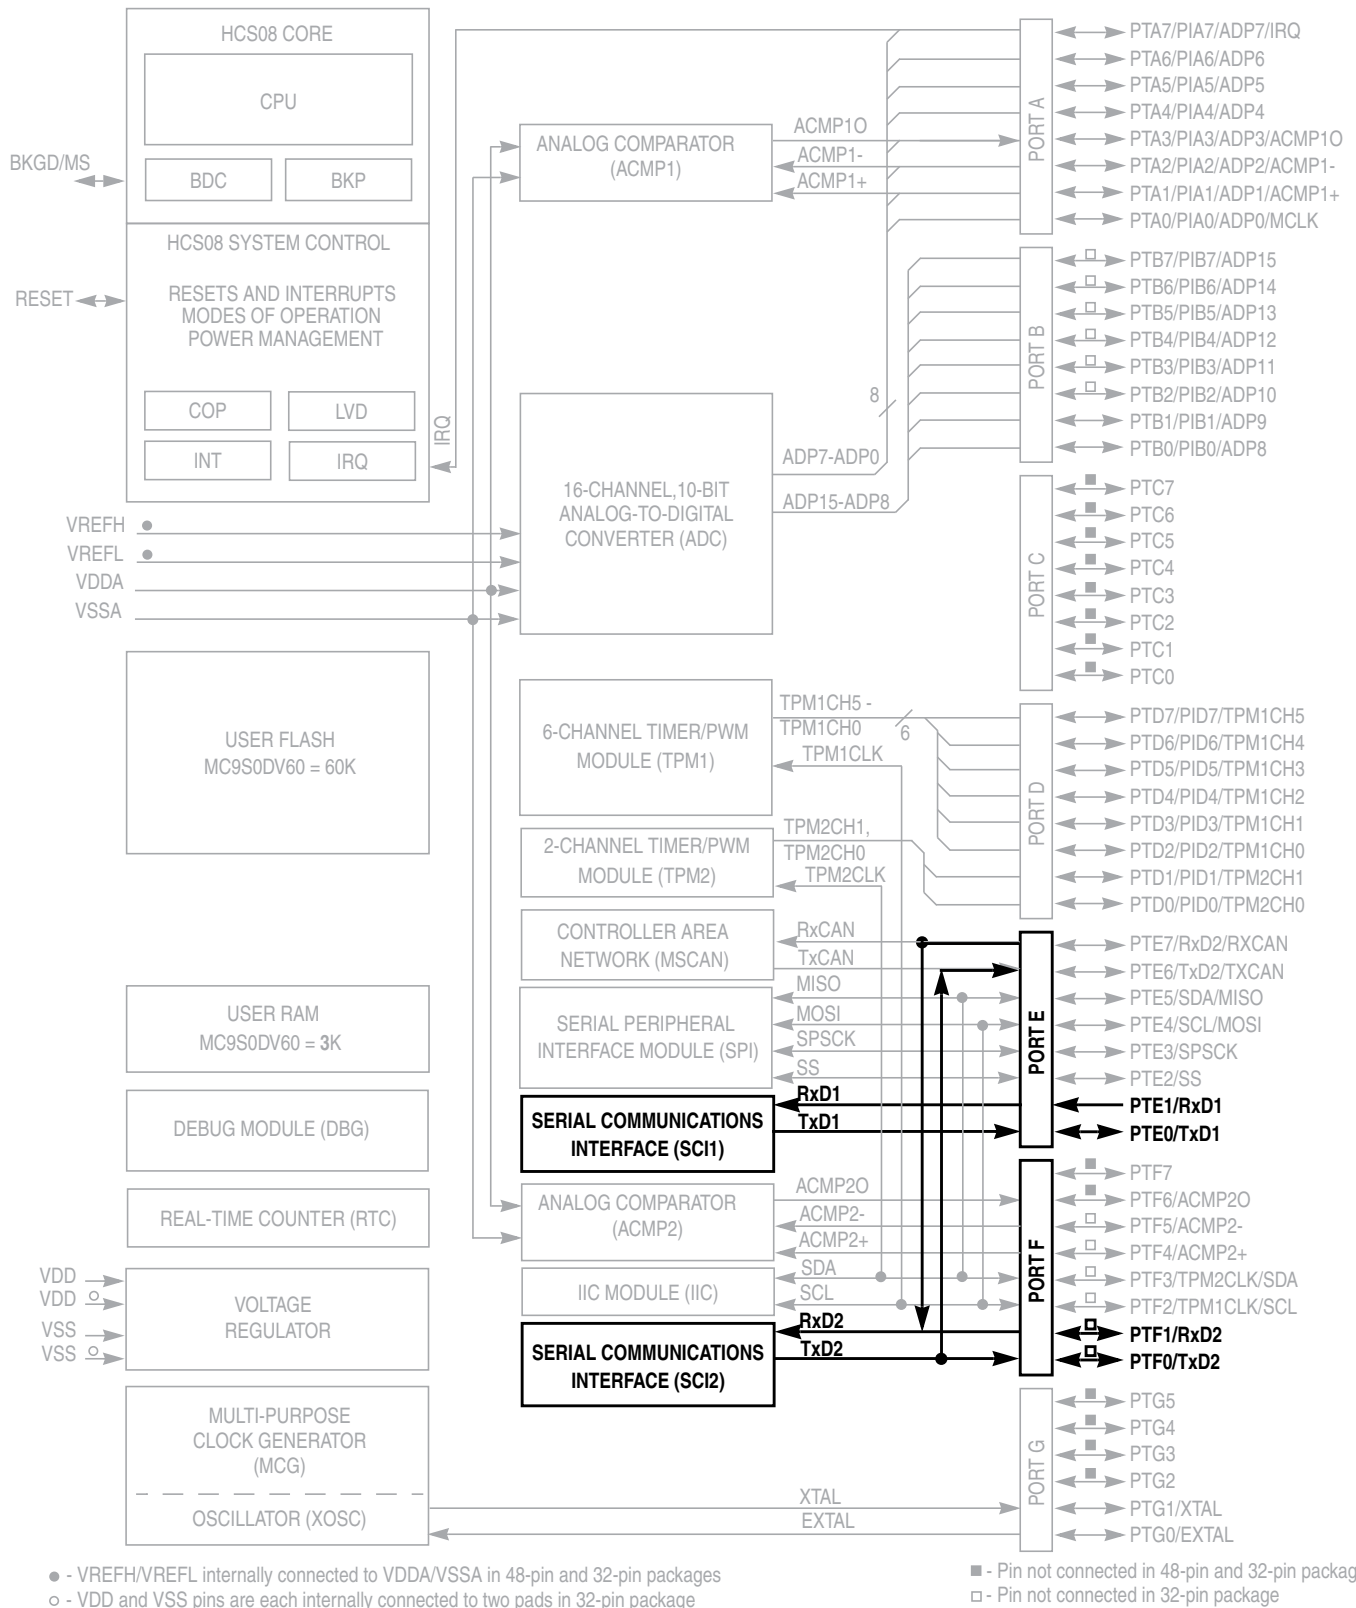 HCS08 CORE
CPU
BDC
BKP
BKGD/MS
HCS08 SYSTEM CONTROL
RESETS AND INTERRUPTS
MODES OF OPERATION
POWER MANAGEMENT
RESET
COP
LVD
INT
IRQ
IRQ
VREFH
VREFL
VDDA
VSSA
USER FLASH
MC9S0DV60 = 60K
USER RAM
MC9S0DV60 = 3K
DEBUG MODULE (DBG)
REAL-TIME COUNTER (RTC)
VDD
VDD
VSS
VSS
VOLTAGE
REGULATOR
MULTI-PURPOSE
CLOCK GENERATOR
(MCG)
OSCILLATOR (XOSC)
ANALOG COMPARATOR
(ACMP1)
ACMP1O
ACMP1-
ACMP1+
16-CHANNEL,10-BIT
ANALOG-TO-DIGITAL
CONVERTER (ADC)
8
ADP7-ADP0
ADP15-ADP8
6-CHANNEL TIMER/PWM
MODULE (TPM1)
TPM1CH5 -
TPM1CH0
6
TPM1CLK
2-CHANNEL TIMER/PWM
MODULE (TPM2)
TPM2CH1,
TPM2CH0
TPM2CLK
CONTROLLER AREA
NETWORK (MSCAN)
RxCAN
TxCAN
SERIAL PERIPHERAL
INTERFACE MODULE (SPI)
MISO
MOSI
SPSCK
SS
SERIAL COMMUNICATIONS
INTERFACE (SCI1)
RxD1
TxD1
ANALOG COMPARATOR
(ACMP2)
ACMP2O
ACMP2-
ACMP2+
IIC MODULE (IIC)
SDA
SCL
SERIAL COMMUNICATIONS
INTERFACE (SCI2)
RxD2
TxD2
XTAL
EXTAL
PORT A
PTA7/PIA7/ADP7/IRQ
PTA6/PIA6/ADP6
PTA5/PIA5/ADP5
PTA4/PIA4/ADP4
PTA3/PIA3/ADP3/ACMP1O
PTA2/PIA2/ADP2/ACMP1-
PTA1/PIA1/ADP1/ACMP1+
PTA0/PIA0/ADP0/MCLK
PORT B
PTB7/PIB7/ADP15
PTB6/PIB6/ADP14
PTB5/PIB5/ADP13
PTB4/PIB4/ADP12
PTB3/PIB3/ADP11
PTB2/PIB2/ADP10
PTB1/PIB1/ADP9
PTB0/PIB0/ADP8
PORT C
PTC7
PTC6
PTC5
PTC4
PTC3
PTC2
PTC1
PTC0
PORT D
PTD7/PID7/TPM1CH5
PTD6/PID6/TPM1CH4
PTD5/PID5/TPM1CH3
PTD4/PID4/TPM1CH2
PTD3/PID3/TPM1CH1
PTD2/PID2/TPM1CH0
PTD1/PID1/TPM2CH1
PTD0/PID0/TPM2CH0
PORT E
PTE7/RxD2/RXCAN
PTE6/TxD2/TXCAN
PTE5/SDA/MISO
PTE4/SCL/MOSI
PTE3/SPSCK
PTE2/SS
PTE1/RxD1
PTE0/TxD1
PORT F
PTF7
PTF6/ACMP2O
PTF5/ACMP2-
PTF4/ACMP2+
PTF3/TPM2CLK/SDA
PTF2/TPM1CLK/SCL
PTF1/RxD2
PTF0/TxD2
PORT G
PTG5
PTG4
PTG3
PTG2
PTG1/XTAL
PTG0/EXTAL
● - VREFH/VREFL internally connected to VDDA/VSSA in 48-pin and 32-pin packages
○ - VDD and VSS pins are each internally connected to two pads in 32-pin package
■ - Pin not connected in 48-pin and 32-pin packag
□ - Pin not connected in 32-pin package